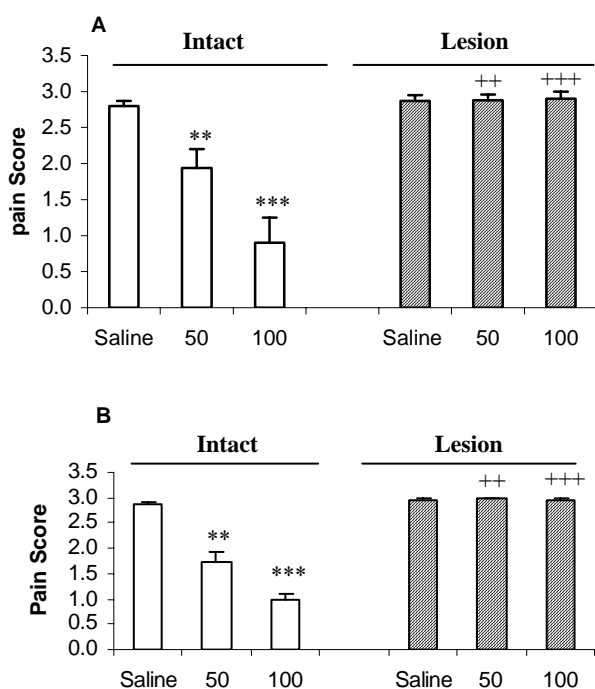 A
Intact Lesion
3.5
3.0
2.5
2.0
1.5
1.0
0.5
0.0
pain Score
** *** ++ +++
Saline 50 100 Saline 50 100
B
Intact Lesion
3.5
3.0
2.5
2.0
1.5
1.0
0.5
0.0
Pain Score
** *** ++ +++
Saline 50 100 Saline 50 100